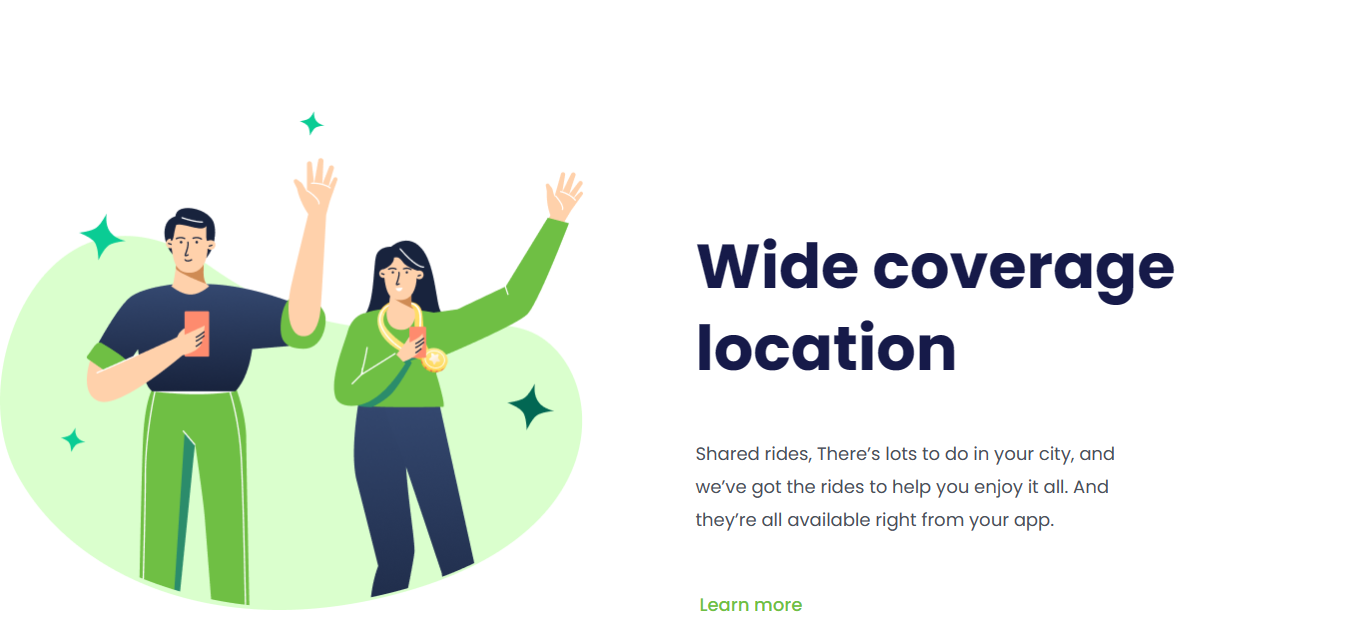 Wide coverage
location
Shared rides, There’s lots to do in your city, and
we’ve got the rides to help you enjoy it all. And
they’re all available right from your app.
Learn more